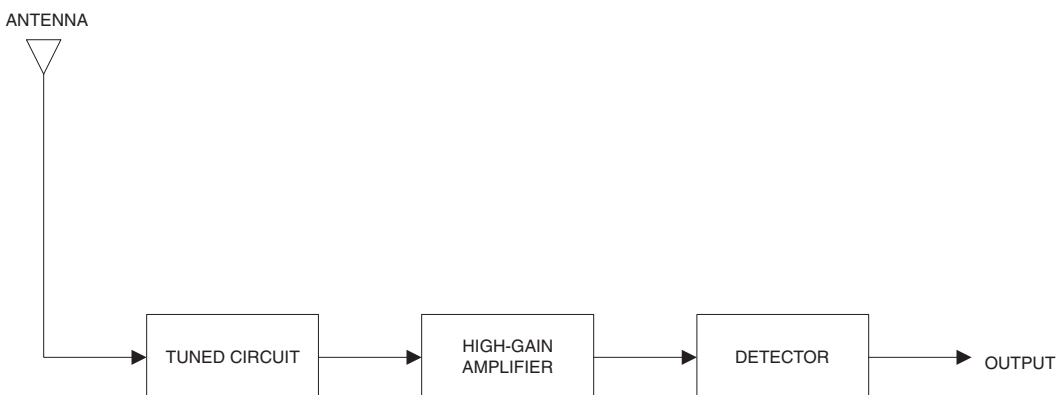 ANTENNA
TUNED CIRCUIT
HIGH-GAIN
AMPLIFIER
DETECTOR
OUTPUT